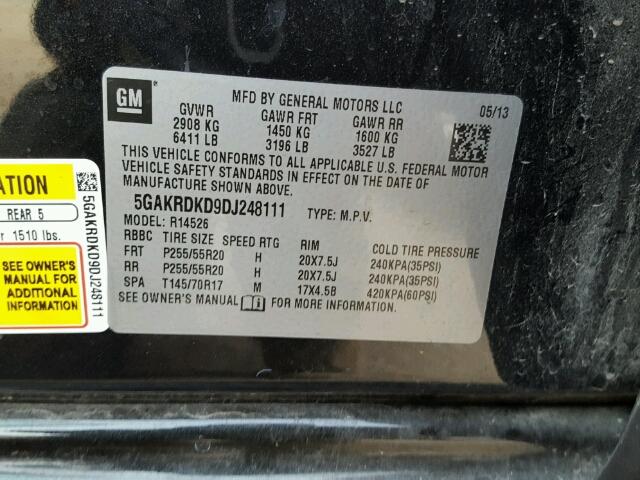 GM
MFD BY GENERAL MOTORS LLC
05/13
GVWR GAWR FRT GAWR RR
2908 KG 1450 KG 1600 KG
6411 LB 3196 LB 3527 LB
THIS VEHICLE CONFORMS TO ALL APPLICABLE U.S. FEDERAL MOTOR
VEHICLE SAFETY STANDARDS IN EFFECT ON THE DATE OF
MANUFACTURE SHOWN ABOVE.
5GAKRDKD9DJ248111 TYPE: M.P.V.
MODEL: R14526
RBBC TIRE SIZE SPEED RTG RIM COLD TIRE PRESSURE
FRT P255/55R20 H 20X7.5J 240KPA(35PSI)
RR P255/55R20 H 20X7.5J 240KPA(35PSI)
SPA T145/70R17 M 17X4.5B 420KPA(60PSI)
SEE OWNER'S MANUAL FOR MORE INFORMATION.
ATION
REAR 5
r 1510 lbs.
SEE OWNER'S
MANUAL FOR
ADDITIONAL
INFORMATION
5GAKRDKD9DJ248111